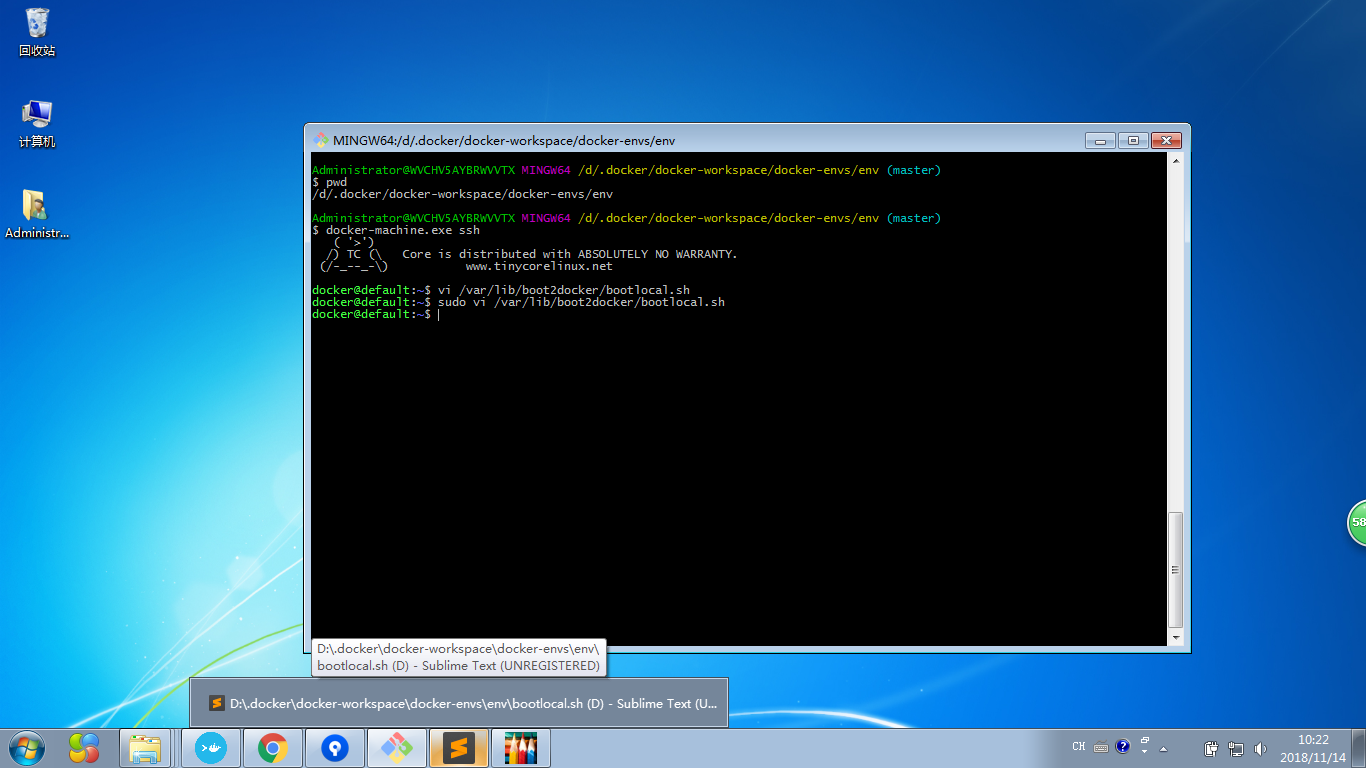 回收站
计算机
Administr...
MINGW64:/d/.docker/docker-workspace/docker-envs/env
Administrator@WVCHV5AYBRWVVTX MINGW64 /d/.docker/docker-workspace/docker-envs/env (master)
$ pwd
/d/.docker/docker-workspace/docker-envs/env
Administrator@WVCHV5AYBRWVVTX MINGW64 /d/.docker/docker-workspace/docker-envs/env (master)
$ docker-machine.exe ssh
( '>')
/) TC (\   Core is distributed with ABSOLUTELY NO WARRANTY.
(/-_--_-\)           www.tinycorelinux.net
docker@default:~$ vi /var/lib/boot2docker/bootlocal.sh
docker@default:~$ sudo vi /var/lib/boot2docker/bootlocal.sh
docker@default:~$
58
D:\.docker\docker-workspace\docker-envs\env\
bootlocal.sh (D) - Sublime Text (UNREGISTERED)
D:\.docker\docker-workspace\docker-envs\env\bootlocal.sh (D) - Sublime Text (U...
CH
10:22
2018/11/14